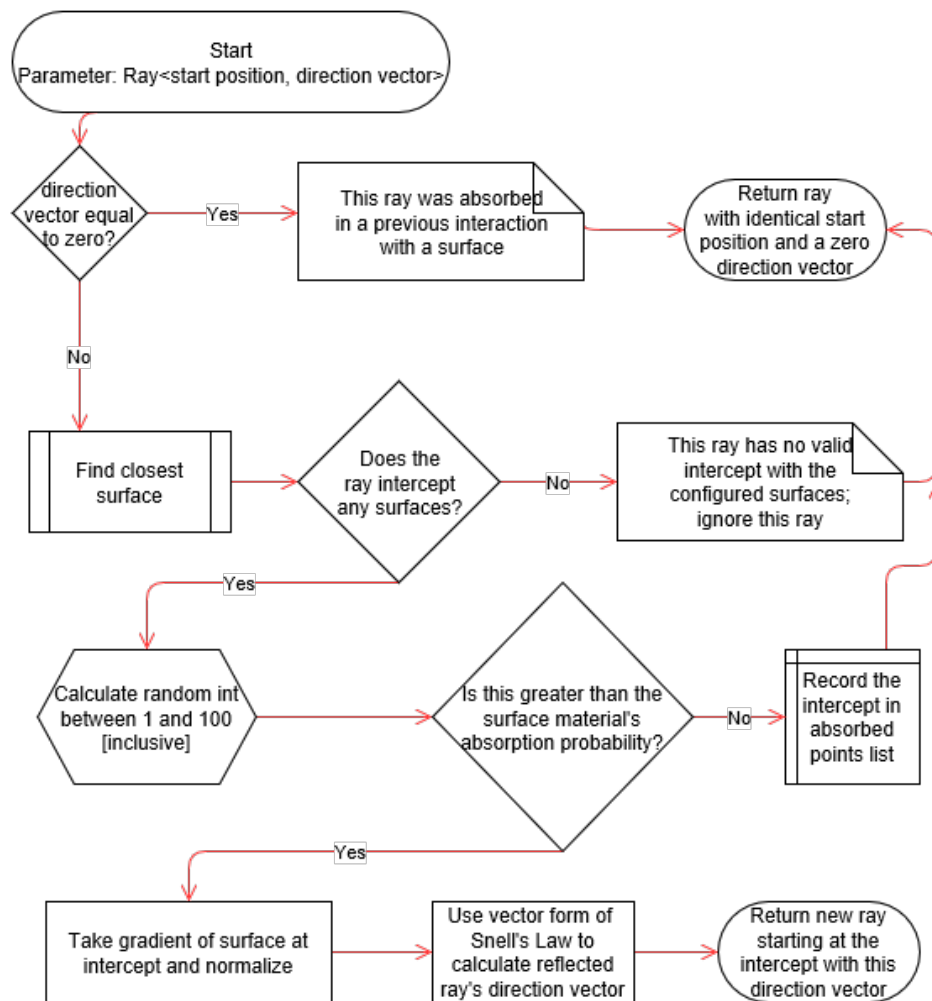 Start
Parameter: Ray<start position, direction vector>
direction
vector equal
to zero?
Yes
This ray was absorbed
in a previous interaction
with a surface
Return ray
with identical start
position and a zero
direction vector
No
Find closest
surface
Does the
ray intercept
any surfaces?
No
This ray has no valid
intercept with the
configured surfaces;
ignore this ray
Yes
Calculate random int
between 1 and 100
[inclusive]
Is this greater than the
surface material's
absorption probability?
No
Record the
intercept in
absorbed
points list
Yes
Take gradient of surface at
intercept and normalize
Use vector form of
Snell's Law to
calculate reflected
ray's direction vector
Return new ray
starting at the
intercept with this
direction vector